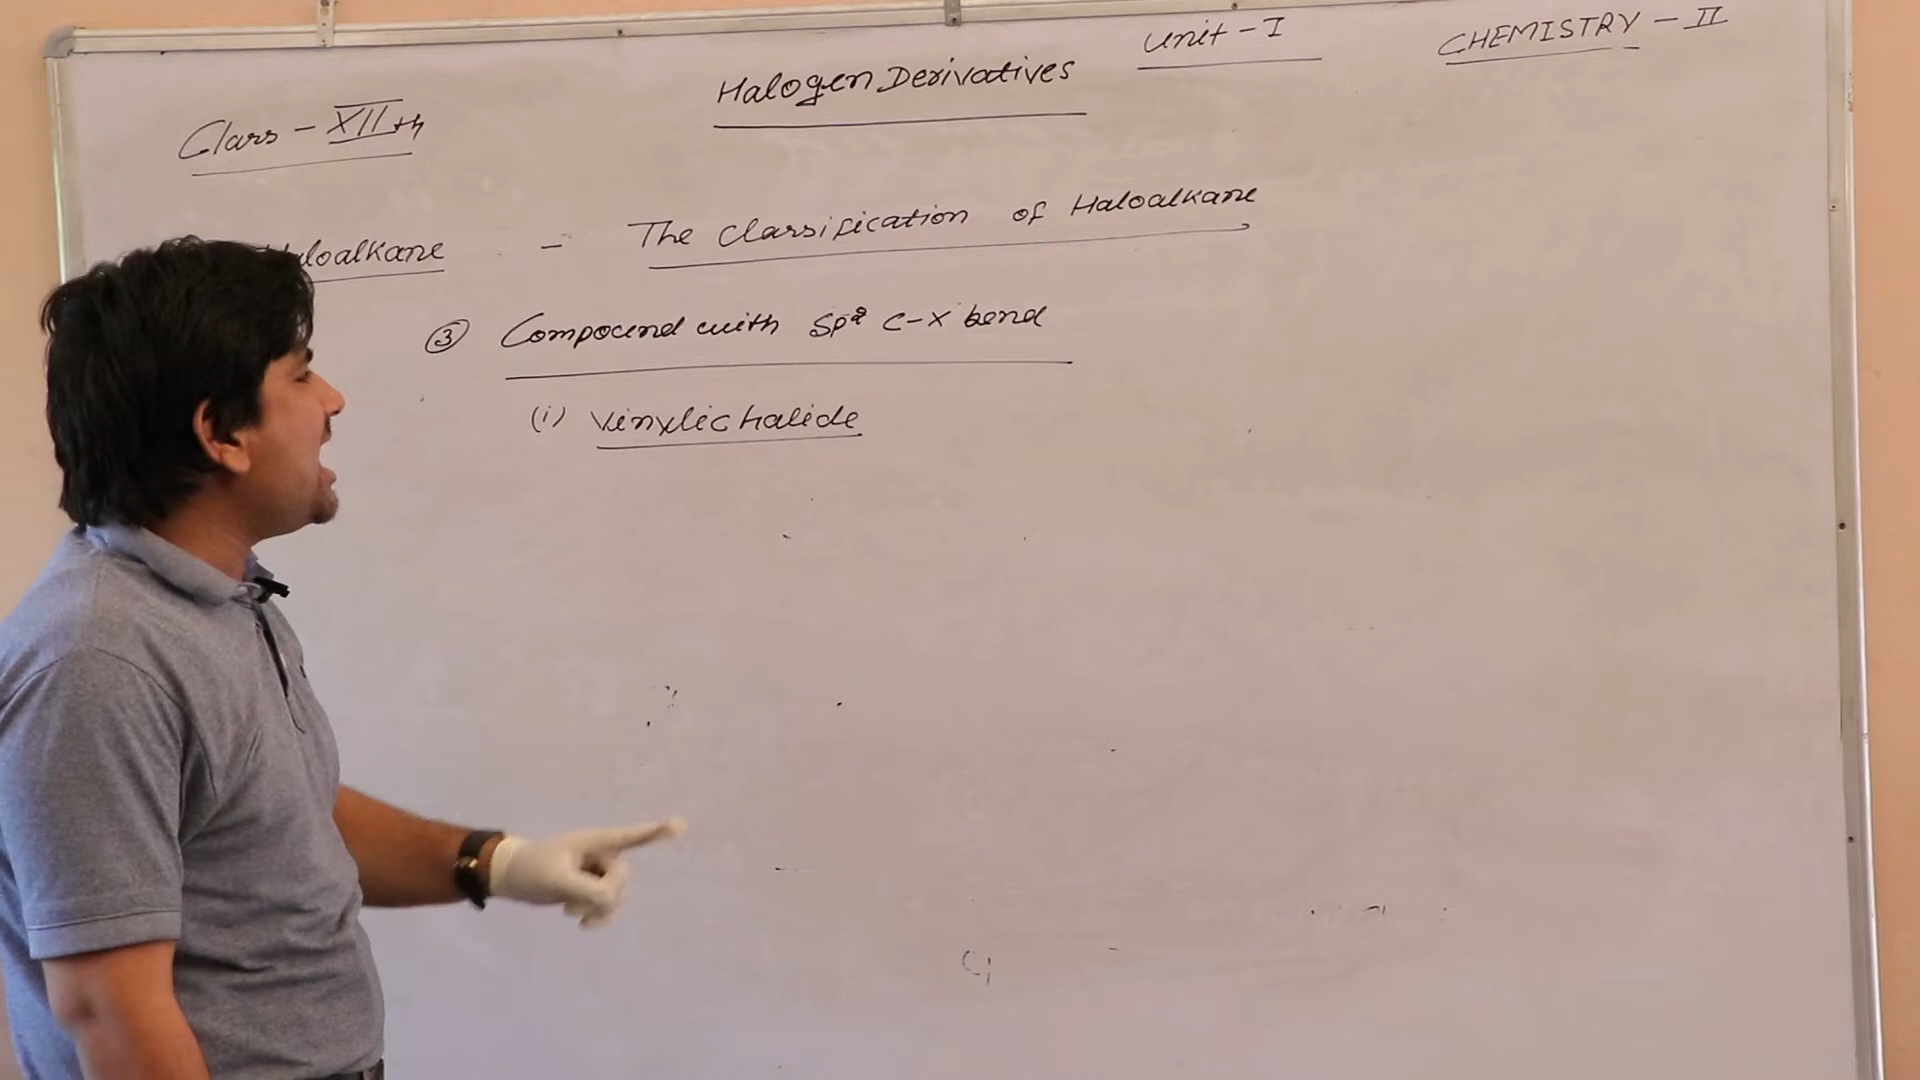 Unit - I
CHEMISTRY - II
Halogen Derivatives
Class - XIIth
loalkane - The classification of Haloalkane
③ Compound with sp² C-X bond
(i) Vinylic halide